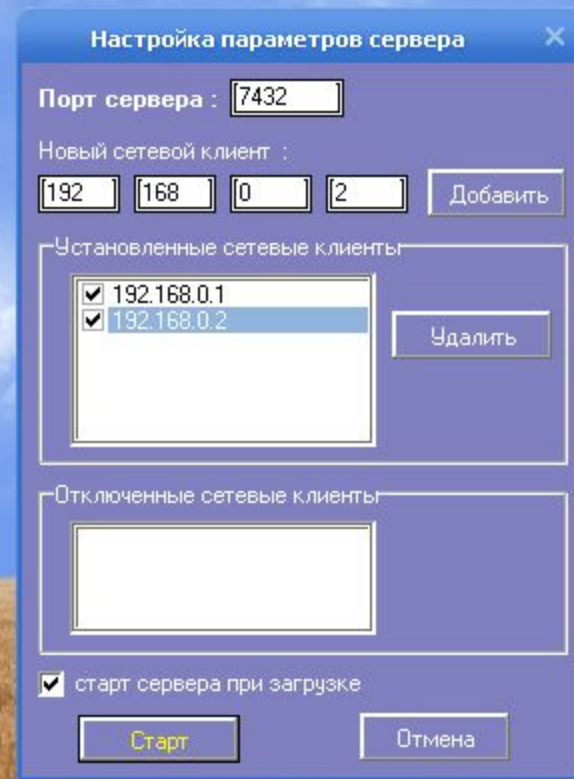 Настройка параметров сервера
Порт сервера : [7432 ]
Новый сетевой клиент :
[192 ] [168 ] [0 ] [2 ] Добавить
Установленные сетевые клиенты
192.168.0.1
192.168.0.2
Удалить
Отключенные сетевые клиенты
старт сервера при загрузке
Старт Отмена